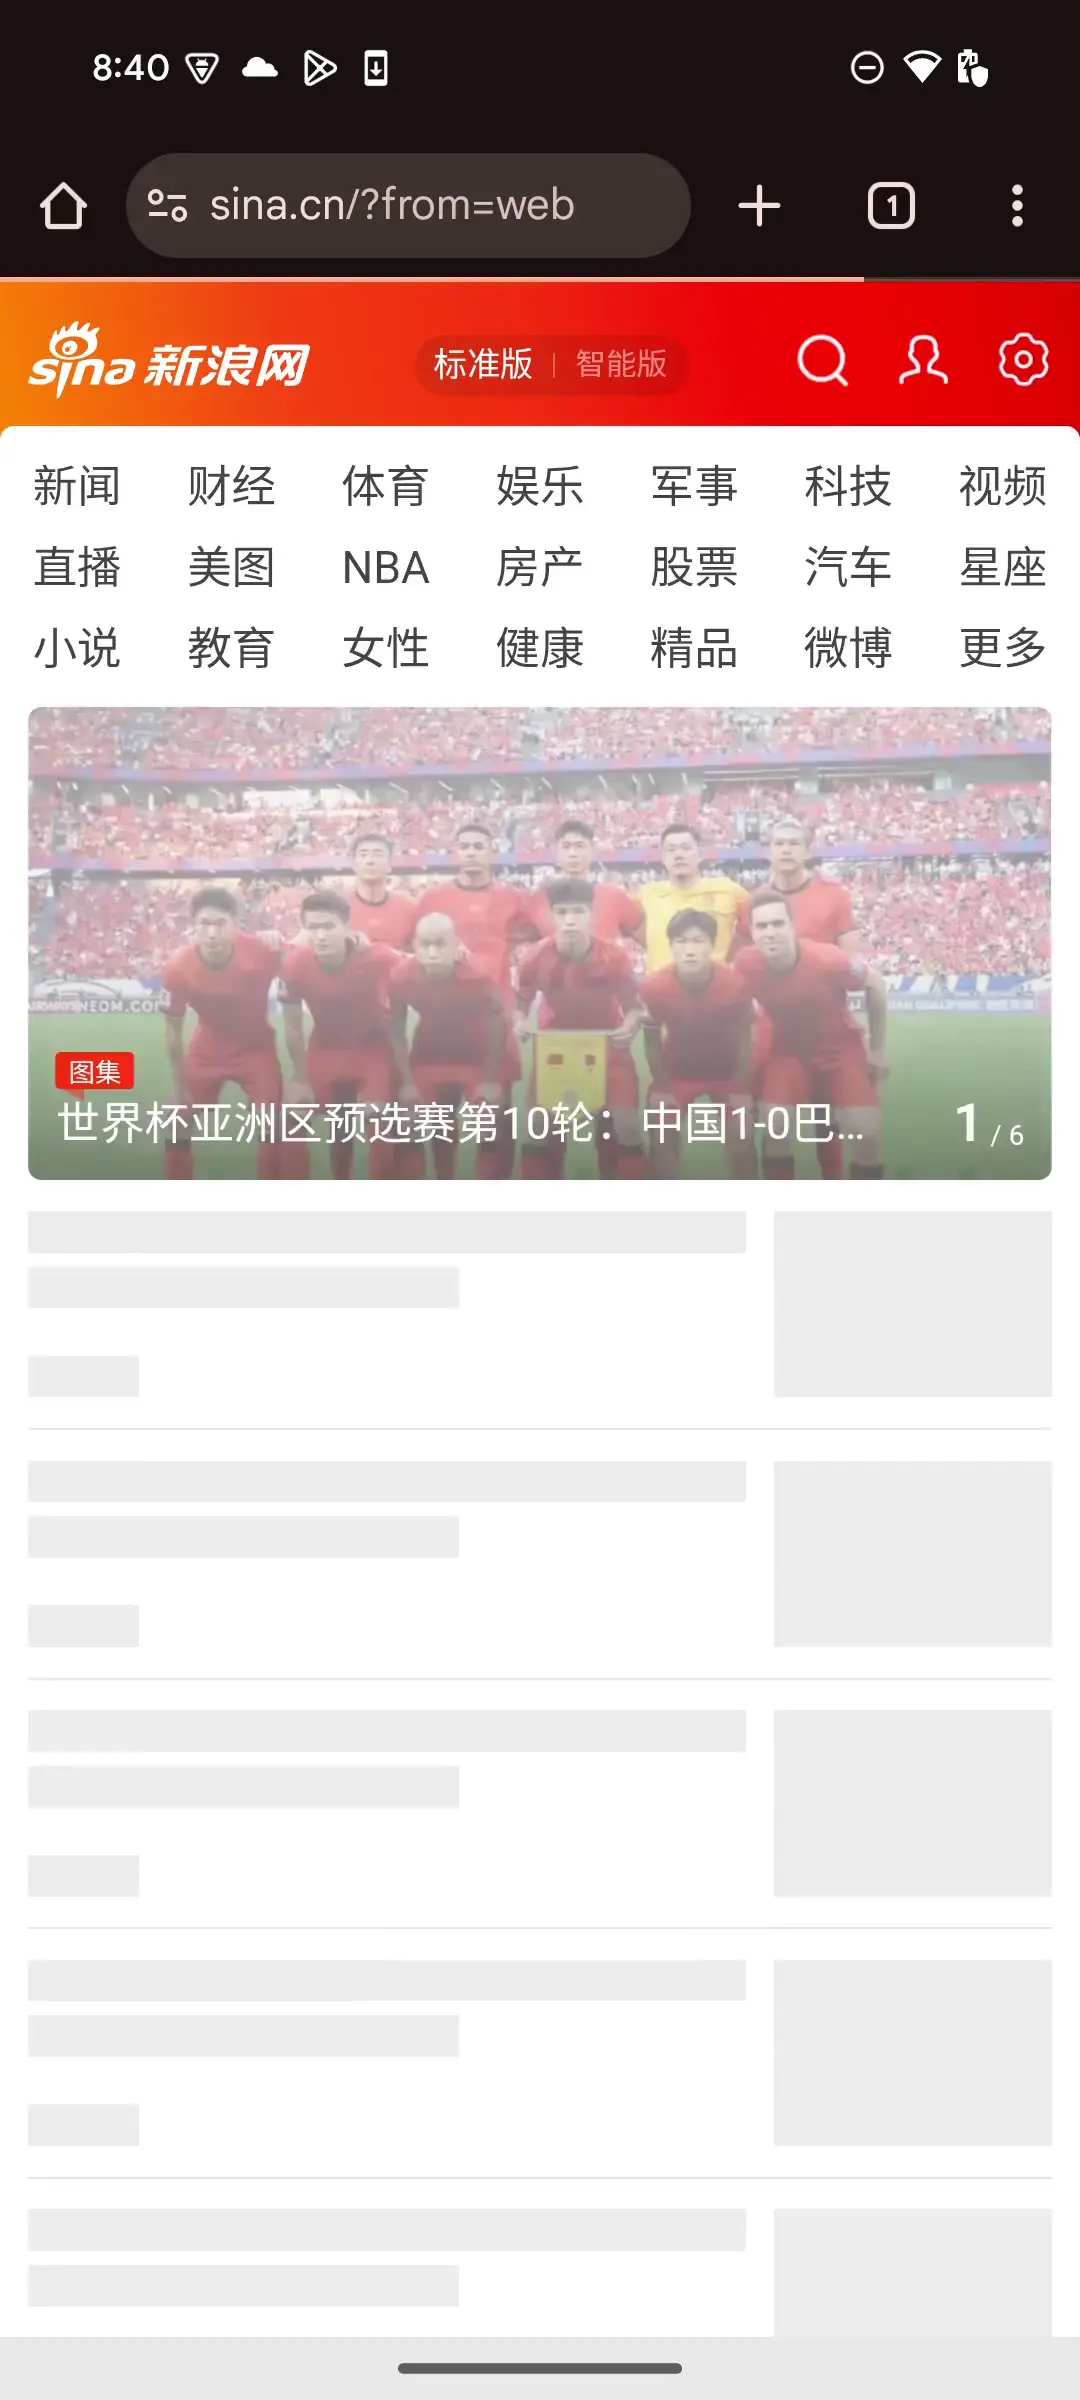 8:40
sina.cn/?from=web
1
sina 新浪网
标准版 | 智能版
新闻 财经 体育 娱乐 军事 科技 视频
直播 美图 NBA 房产 股票 汽车 星座
小说 教育 女性 健康 精品 微博 更多
AIRWAYS NEOM.COM
图集
世界杯亚洲区预选赛第10轮：中国1-0巴...
1 / 6